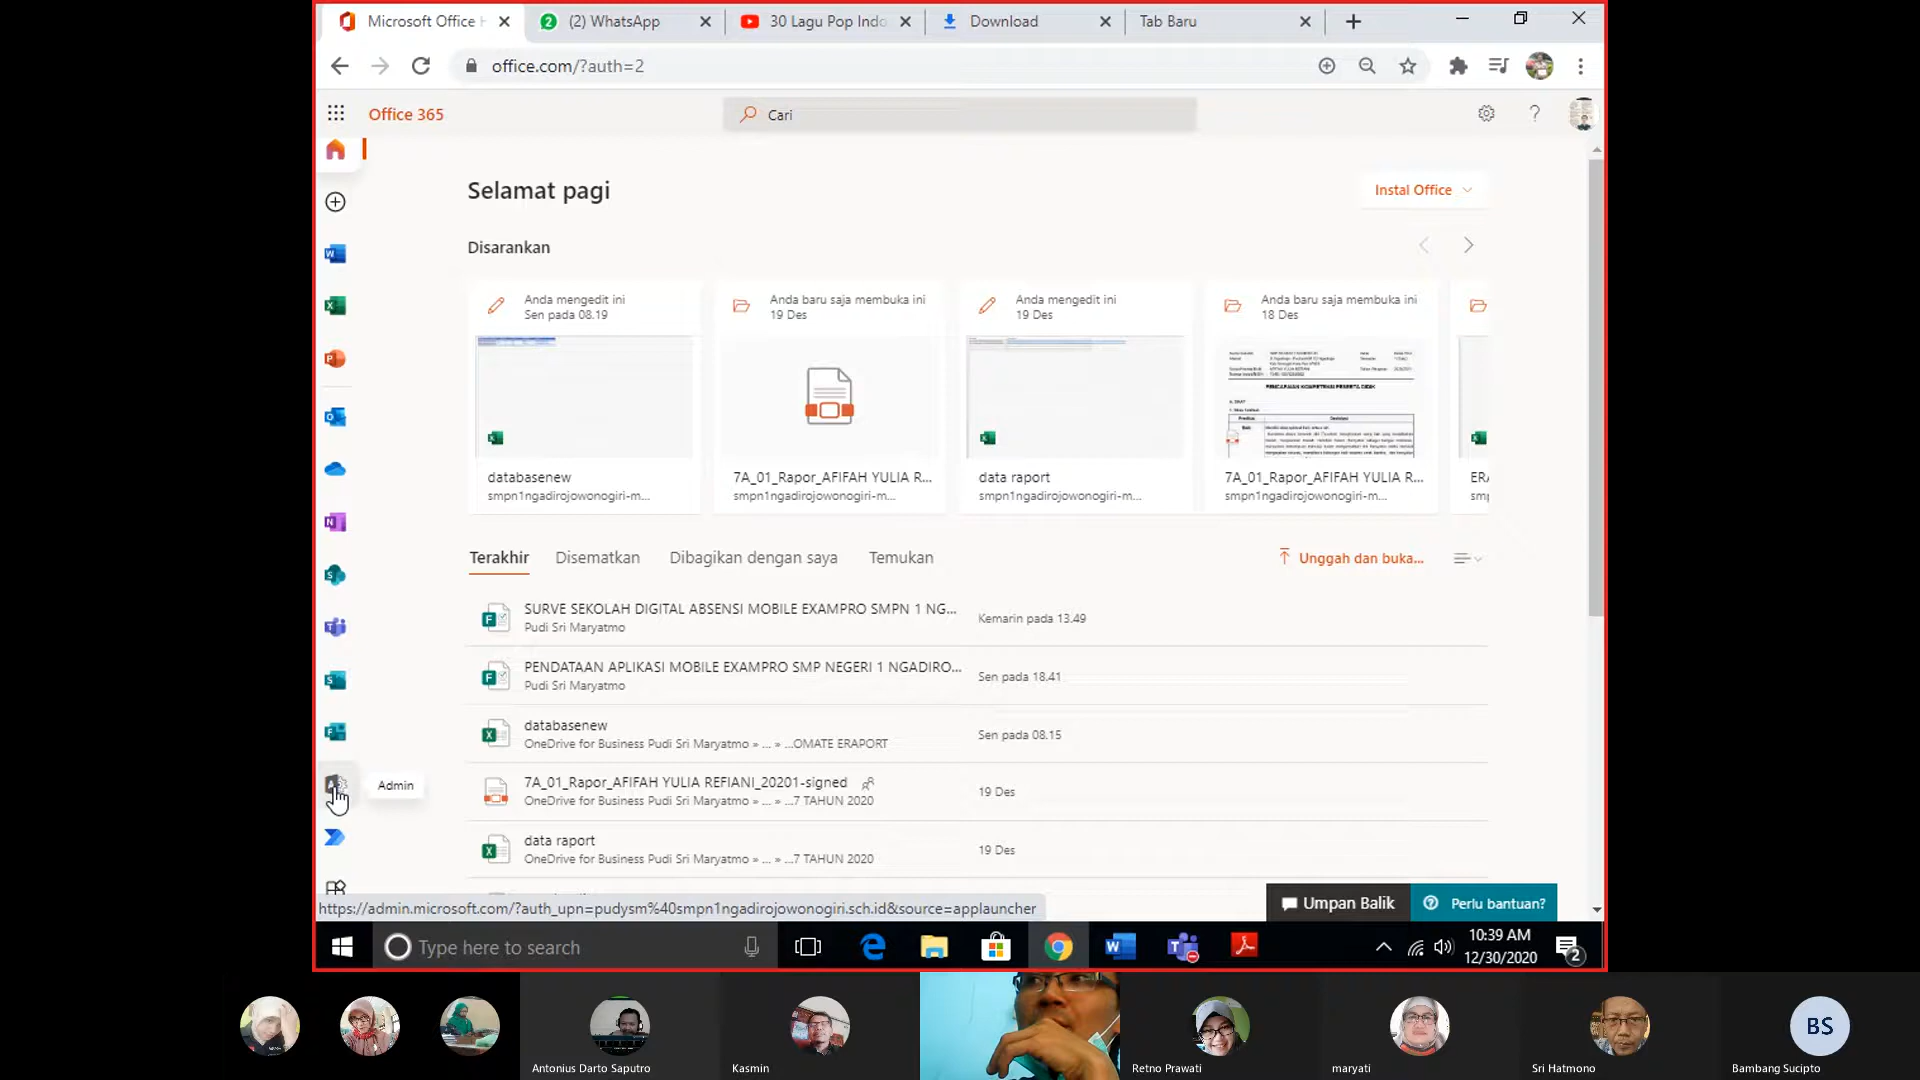 Microsoft Office H
(2) WhatsApp
30 Lagu Pop Indo
Download
Tab Baru
office.com/?auth=2
Office 365
Cari
Selamat pagi
Instal Office
Disarankan
Anda mengedit ini
Sen pada 08.19
databasenew
smpn1ngadirojowonogiri-m...
Anda baru saja membuka ini
19 Des
7A_01_Rapor_AFIFAH YULIA R...
smpn1ngadirojowonogiri-m...
Anda mengedit ini
19 Des
data raport
smpn1ngadirojowonogiri-m...
Anda baru saja membuka ini
18 Des
PENCAPAIAN KOMPETENSI PESERTA DIDIK
7A_01_Rapor_AFIFAH YULIA R...
smpn1ngadirojowonogiri-m...
Terakhir
Disematkan
Dibagikan dengan saya
Temukan
Unggah dan buka...
SURVE SEKOLAH DIGITAL ABSENSI MOBILE EXAMPRO SMPN 1 NG...
Pudi Sri Maryatmo
Kemarin pada 13.49
PENDATAAN APLIKASI MOBILE EXAMPRO SMP NEGERI 1 NGADIRO...
Pudi Sri Maryatmo
Sen pada 18.41
databasenew
OneDrive for Business Pudi Sri Maryatmo » ... » ...OMATE ERAPORT
Sen pada 08.15
7A_01_Rapor_AFIFAH YULIA REFIANI_20201-signed
OneDrive for Business Pudi Sri Maryatmo » ... » ...7 TAHUN 2020
19 Des
data raport
OneDrive for Business Pudi Sri Maryatmo » ... » ...7 TAHUN 2020
19 Des
Admin
https://admin.microsoft.com/?auth_upn=pudysm%40smpn1ngadirojowonogiri.sch.id&source=applauncher
Umpan Balik
Perlu bantuan?
Type here to search
10:39 AM
12/30/2020
2
BS
Antonius Darto Saputro
Kasmin
Retno Prawati
maryati
Sri Hatmono
Bambang Sucipto